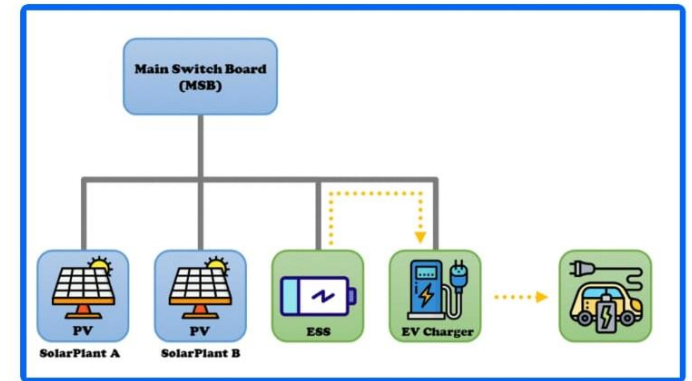 Main Switch Board
(MSB)
PV
PV
ESS
EV Charger
SolarPlant A
SolarPlant B